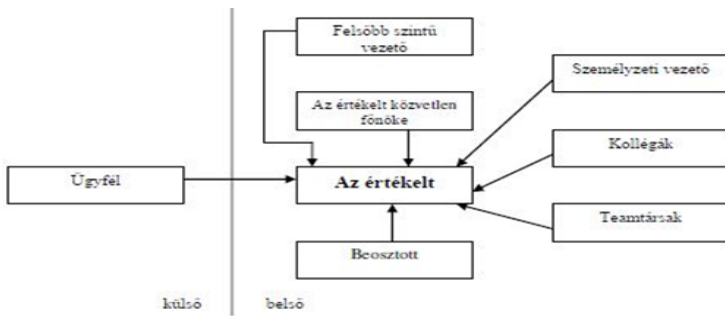 Felsőbb szintű
vezető
Személyzeti vezető
Az értékelt közvetlen
főnöke
Kollégák
Ügyfél
Az értékelt
Teamtársak
Beosztott
külső
belső